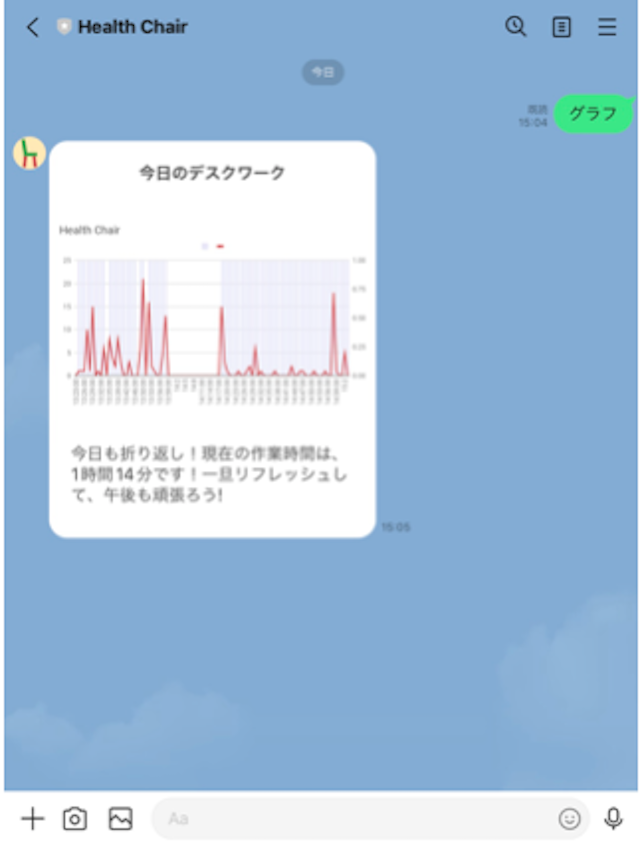 Health Chair
今日
グラフ
既読
15:04
今日のデスクワーク
Health Chair
25
1.00
20
0.75
15
0.50
10
5
0.25
0
0.00
今日も折り返し！現在の作業時間は、
1時間14分です！一旦リフレッシュし
て、午後も頑張ろう!
15:05
Aa